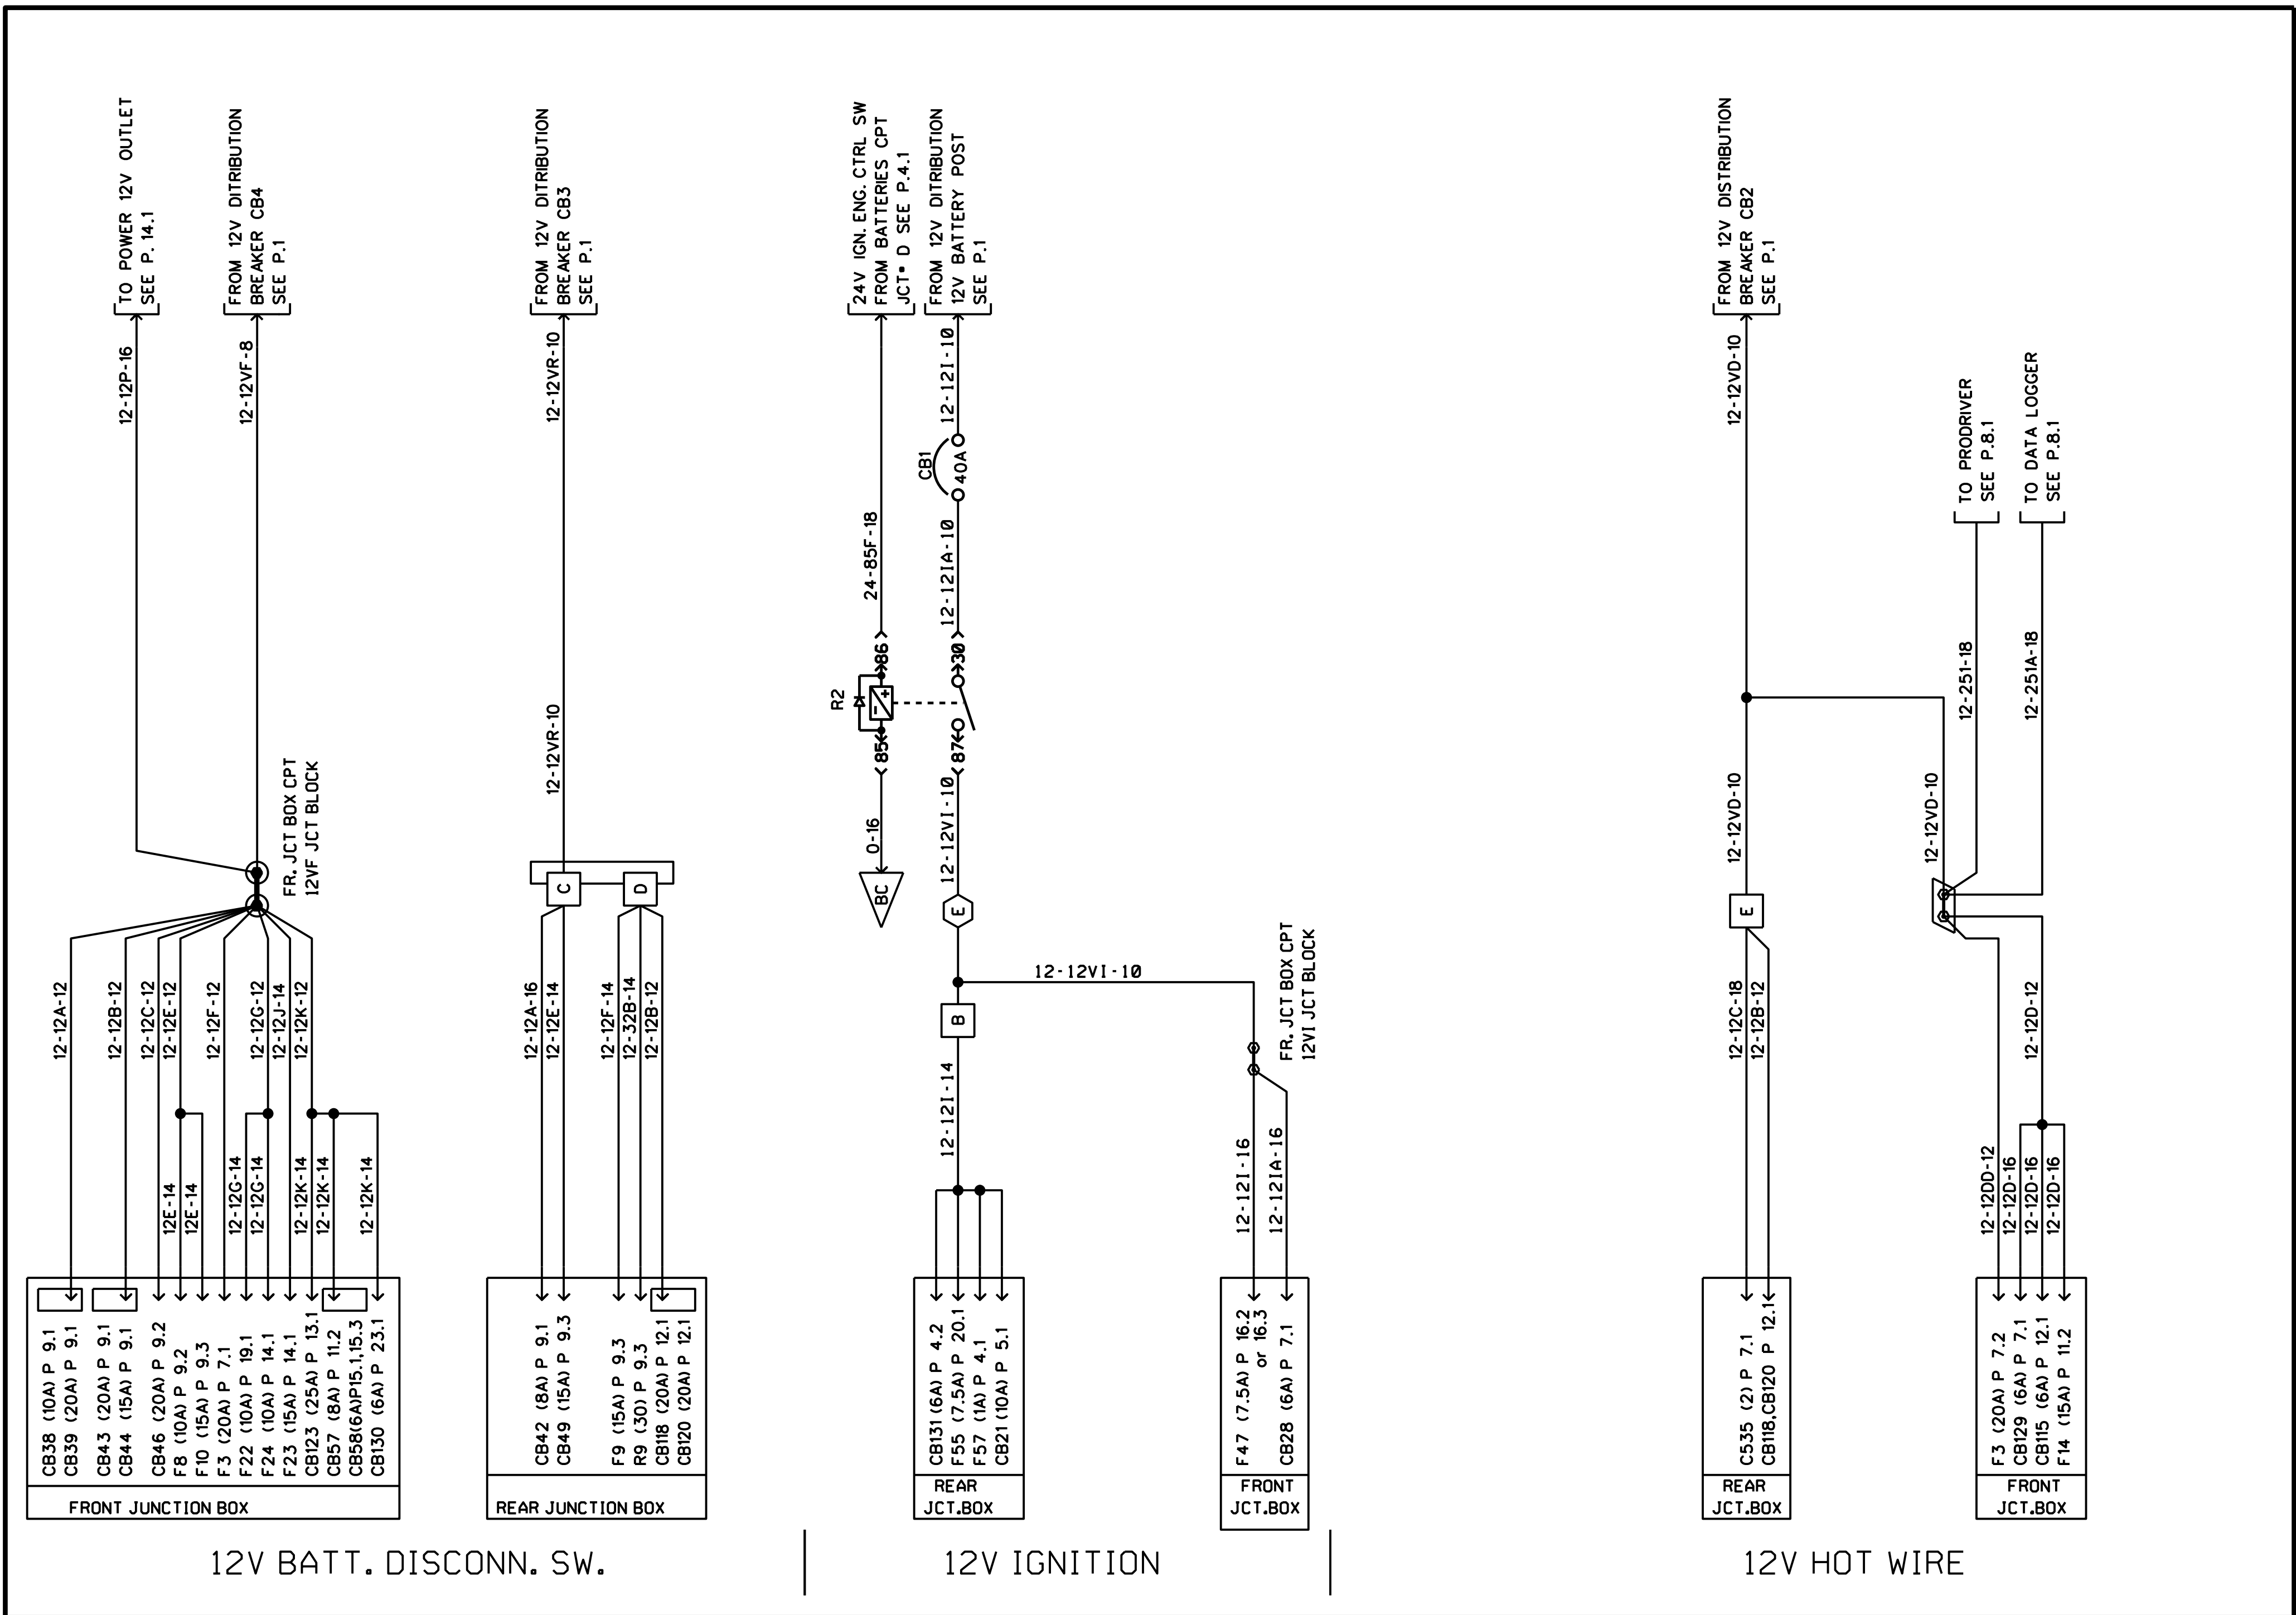 TO POWER 12V OUTLET
SEE P. 14.1
FROM 12V DITRIBUTION
BREAKER CB4
SEE P.1
12-12P-16
12-12VF-8
FR. JCT BOX CPT
12VF JCT BLOCK
12-12A-12
12-12B-12
12-12C-12
12-12E-12
12-12F-12
12-12G-12
12-12J-14
12-12K-12
12E-14
12E-14
12-12G-14
12-12G-14
12-12K-14
12-12K-14
12-12K-14
CB38 (10A) P 9.1
CB39 (20A) P 9.1
CB43 (20A) P 9.1
CB44 (15A) P 9.1
CB46 (20A) P 9.2
F8 (10A) P 9.2
F10 (15A) P 9.3
F3 (20A) P 7.1
F22 (10A) P 19.1
F24 (10A) P 14.1
F23 (15A) P 14.1
CB123 (25A) P 13.1
CB57 (8A) P 11.2
CB58(6A)P15.1,15.3
CB130 (6A) P 23.1
FRONT JUNCTION BOX
FROM 12V DITRIBUTION
BREAKER CB3
SEE P.1
12-12VR-10
12-12VR-10
C
D
12-12A-16
12-12E-14
12-12F-14
12-32B-14
12-12B-12
CB42 (8A) P 9.1
CB49 (15A) P 9.3
F9 (15A) P 9.3
R9 (30) P 9.3
CB118 (20A) P 12.1
CB120 (20A) P 12.1
REAR JUNCTION BOX
12V BATT. DISCONN. SW.
24V IGN. ENG. CTRL SW
FROM BATTERIES CPT
JCT• D SEE P.4.1
FROM 12V DITRIBUTION
12V BATTERY POST
SEE P.1
12-12I-10
CB1
40A
24-85F-18
12-12IA-10
86
30
R2
+
-
85
87
0-16
12-12VI-10
BC
E
12-12VI-10
B
FR. JCT BOX CPT
12VI JCT BLOCK
12-12I-14
12-12I-16
12-12IA-16
CB131 (6A) P 4.2
F55 (7.5A) P 20.1
F57 (1A) P 4.1
CB21 (10A) P 5.1
REAR
JCT.BOX
F47 (7.5A) P 16.2
or 16.3
CB28 (6A) P 7.1
FRONT
JCT.BOX
12V IGNITION
FROM 12V DISTRIBUTION
BREAKER CB2
SEE P.1
12-12VD-10
TO PRODRIVER
SEE P.8.1
TO DATA LOGGER
SEE P.8.1
12-251-18
12-251A-18
12-12VD-10
12-12VD-10
E
12-12C-18
12-12B-12
12-12D-12
12-12DD-12
12-12D-16
12-12D-16
12-12D-16
C535 (2) P 7.1
CB118,CB120 P 12.1
REAR
JCT.BOX
F3 (20A) P 7.2
CB129 (6A) P 7.1
CB115 (6A) P 12.1
F14 (15A) P 11.2
FRONT
JCT.BOX
12V HOT WIRE